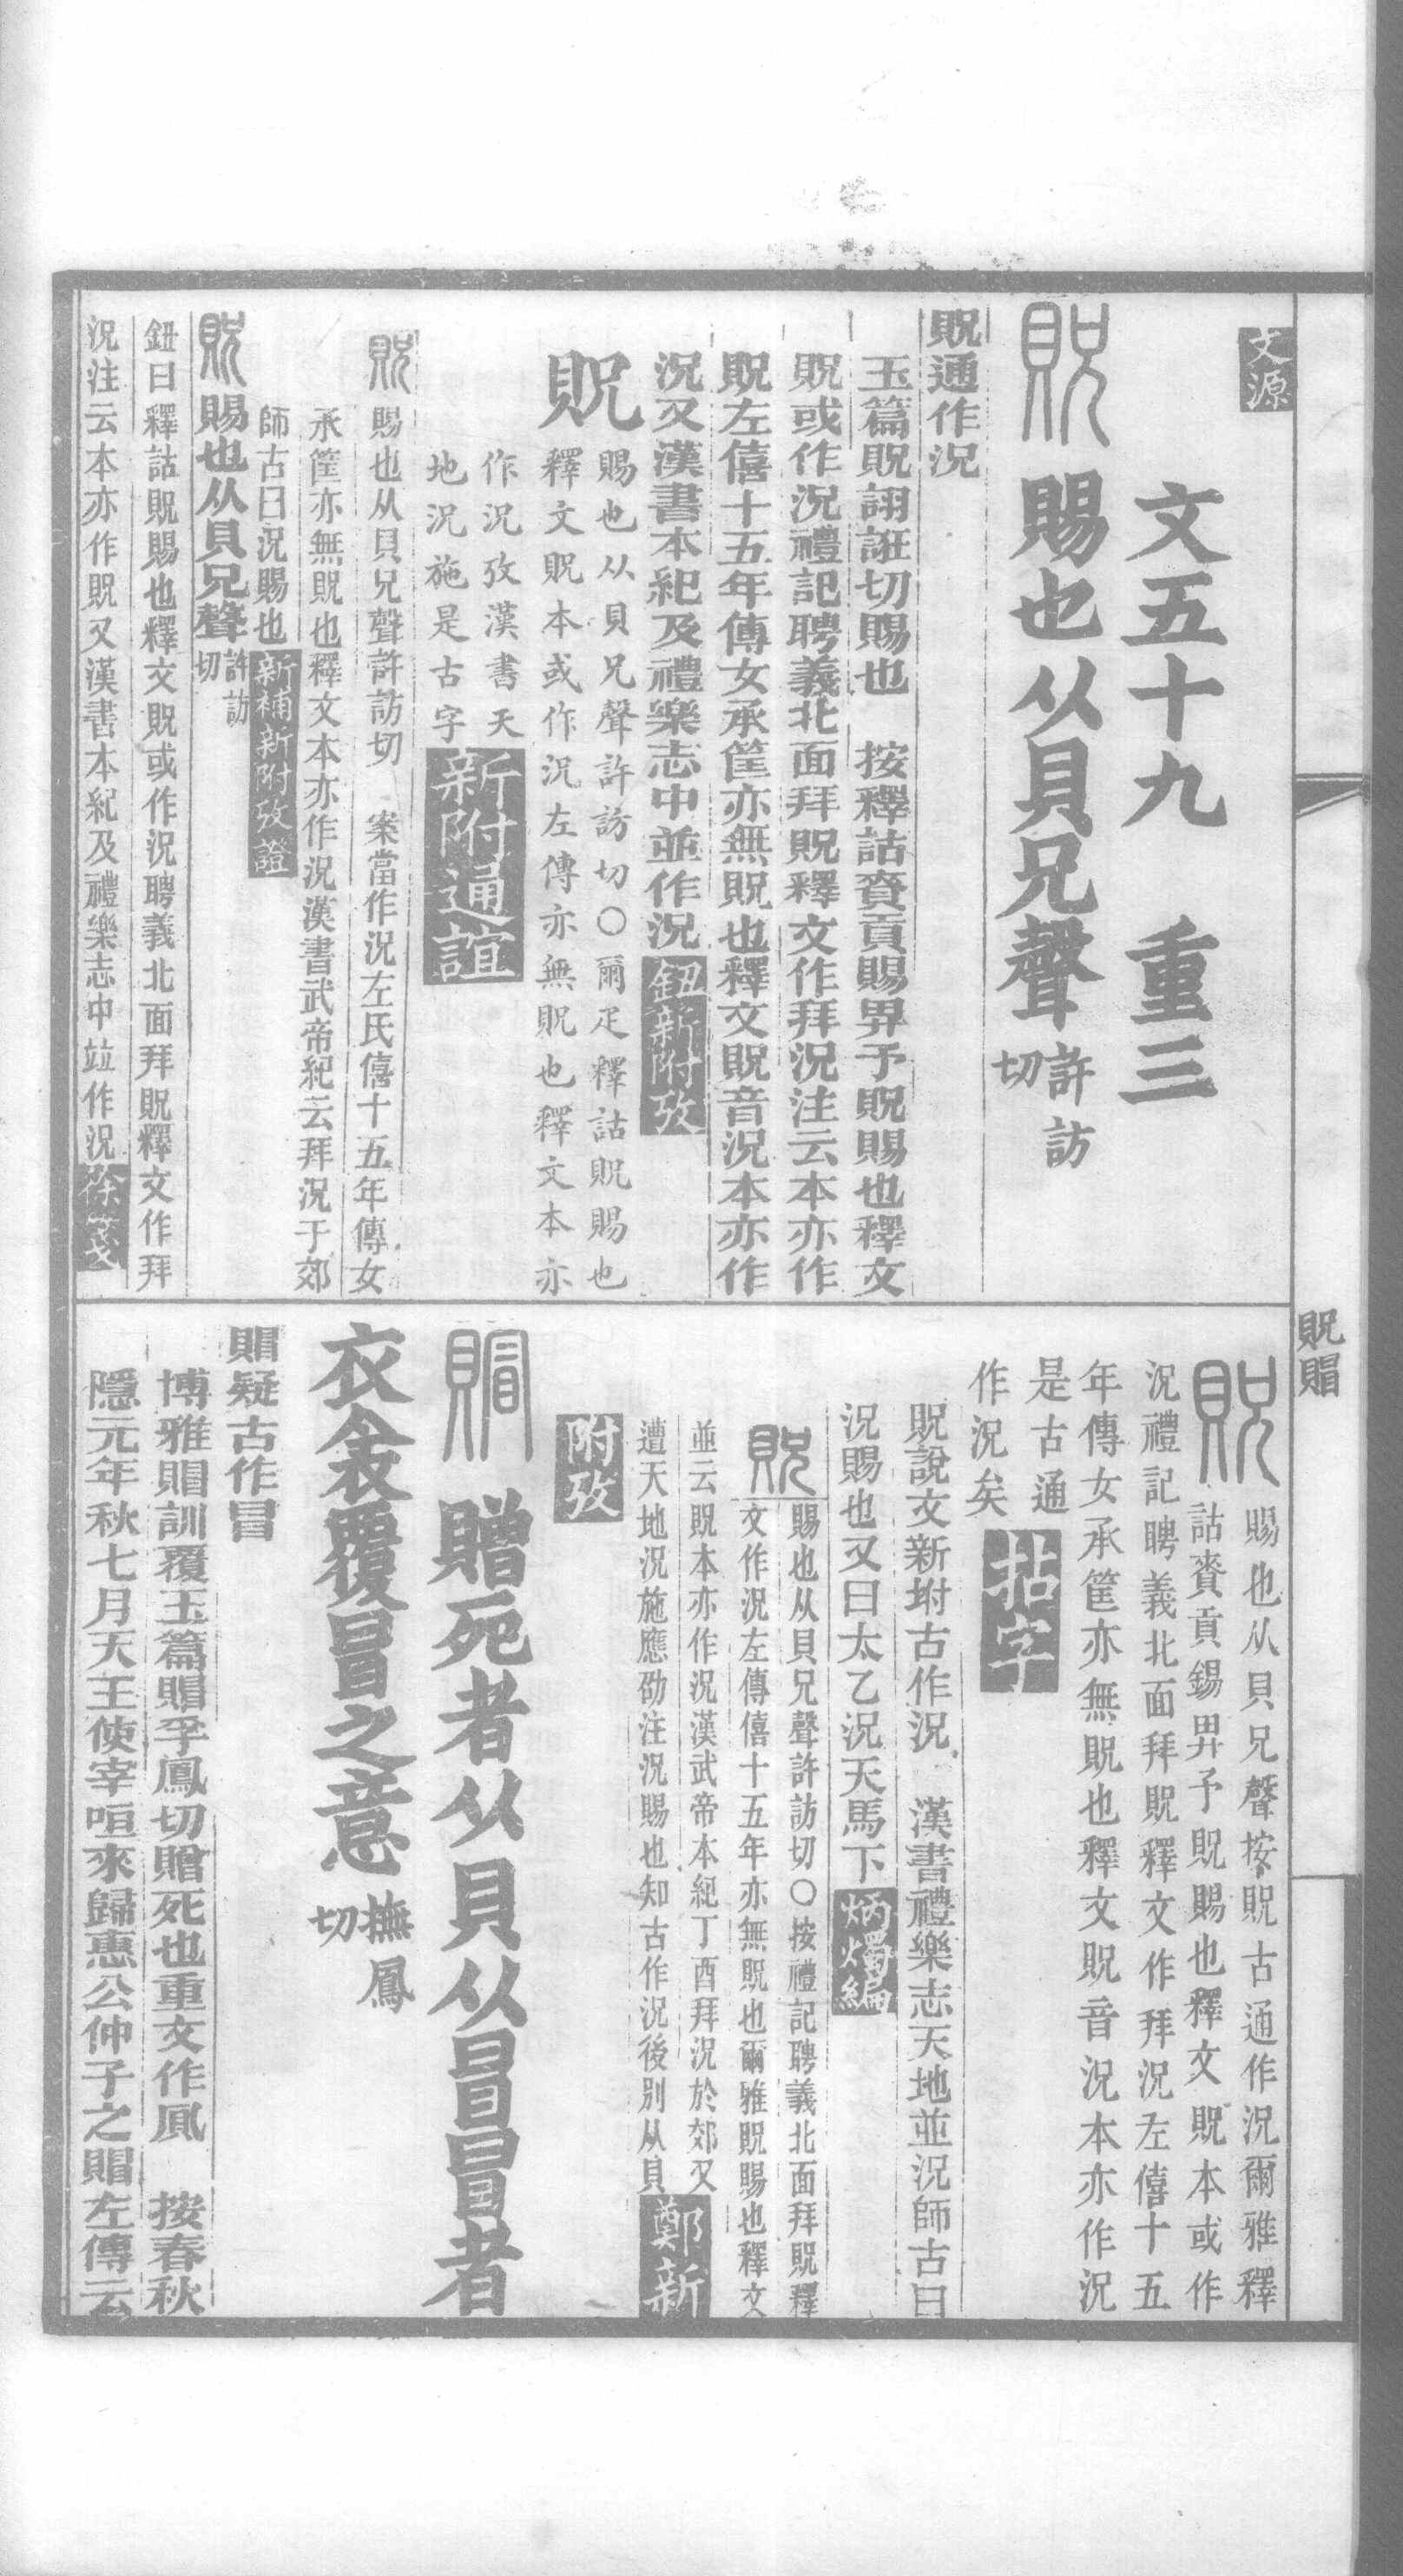 文源
文五十九　重三
貺　賜也从貝兄聲許訪切
貺通作況
玉篇貺詡誑切賜也　按釋詁賚貢賜畀予貺賜也釋文
貺或作況禮記聘義北面拜貺釋文作拜況注云本亦作
貺左僖十五年傳女承筐亦無貺也釋文貺音況本亦作
況又漢書本紀及禮樂志中並作況鈕新附攷
貺　賜也从貝兄聲許訪切○爾疋釋詁貺賜也
釋文貺本或作況左傳亦無貺也釋文本亦
作況攷漢書天
地況施是古字新附通誼
貺　賜也从貝兄聲許訪切　案當作況左氏僖十五年傳女
承筐亦無貺也釋文本亦作況漢書武帝紀云拜況于郊
師古曰況賜也新補新附攷證
貺賜也从貝兄聲許訪切
鈕曰釋詁貺賜也釋文貺或作況聘義北面拜貺釋文作拜
況注云本亦作貺又漢書本紀及禮樂志中竝作況徐箋
貺　賜也从貝兄聲按貺古通作況爾雅釋
詁賚貢錫畀予貺賜也釋文貺本或作
況禮記聘義北面拜貺釋文作拜況左僖十五
年傳女承筐亦無貺也釋文貺音況本亦作況
是古通
作況矣拈字
貺說文新坿古作況　漢書禮樂志天地並況師古曰
況賜也又曰太乙況天馬下炳燭編
貺　賜也从貝兄聲許訪切○按禮記聘義北面拜貺釋
文作況左傳僖十五年亦無貺也爾雅貺賜也釋文
並云貺本亦作況漢武帝本紀丁酉拜況於郊又
遭天地況施應劭注況賜也知古作況後別从貝鄭新
附攷
賵　贈死者从貝从冒冒者
衣衾覆冒之意撫鳳切
賵疑古作冒
博雅賵訓覆玉篇賵孚鳳切贈死也重文作凨　按春秋
隱元年秋七月天王使宰咺來歸惠公仲子之賵左傳云
貺賵